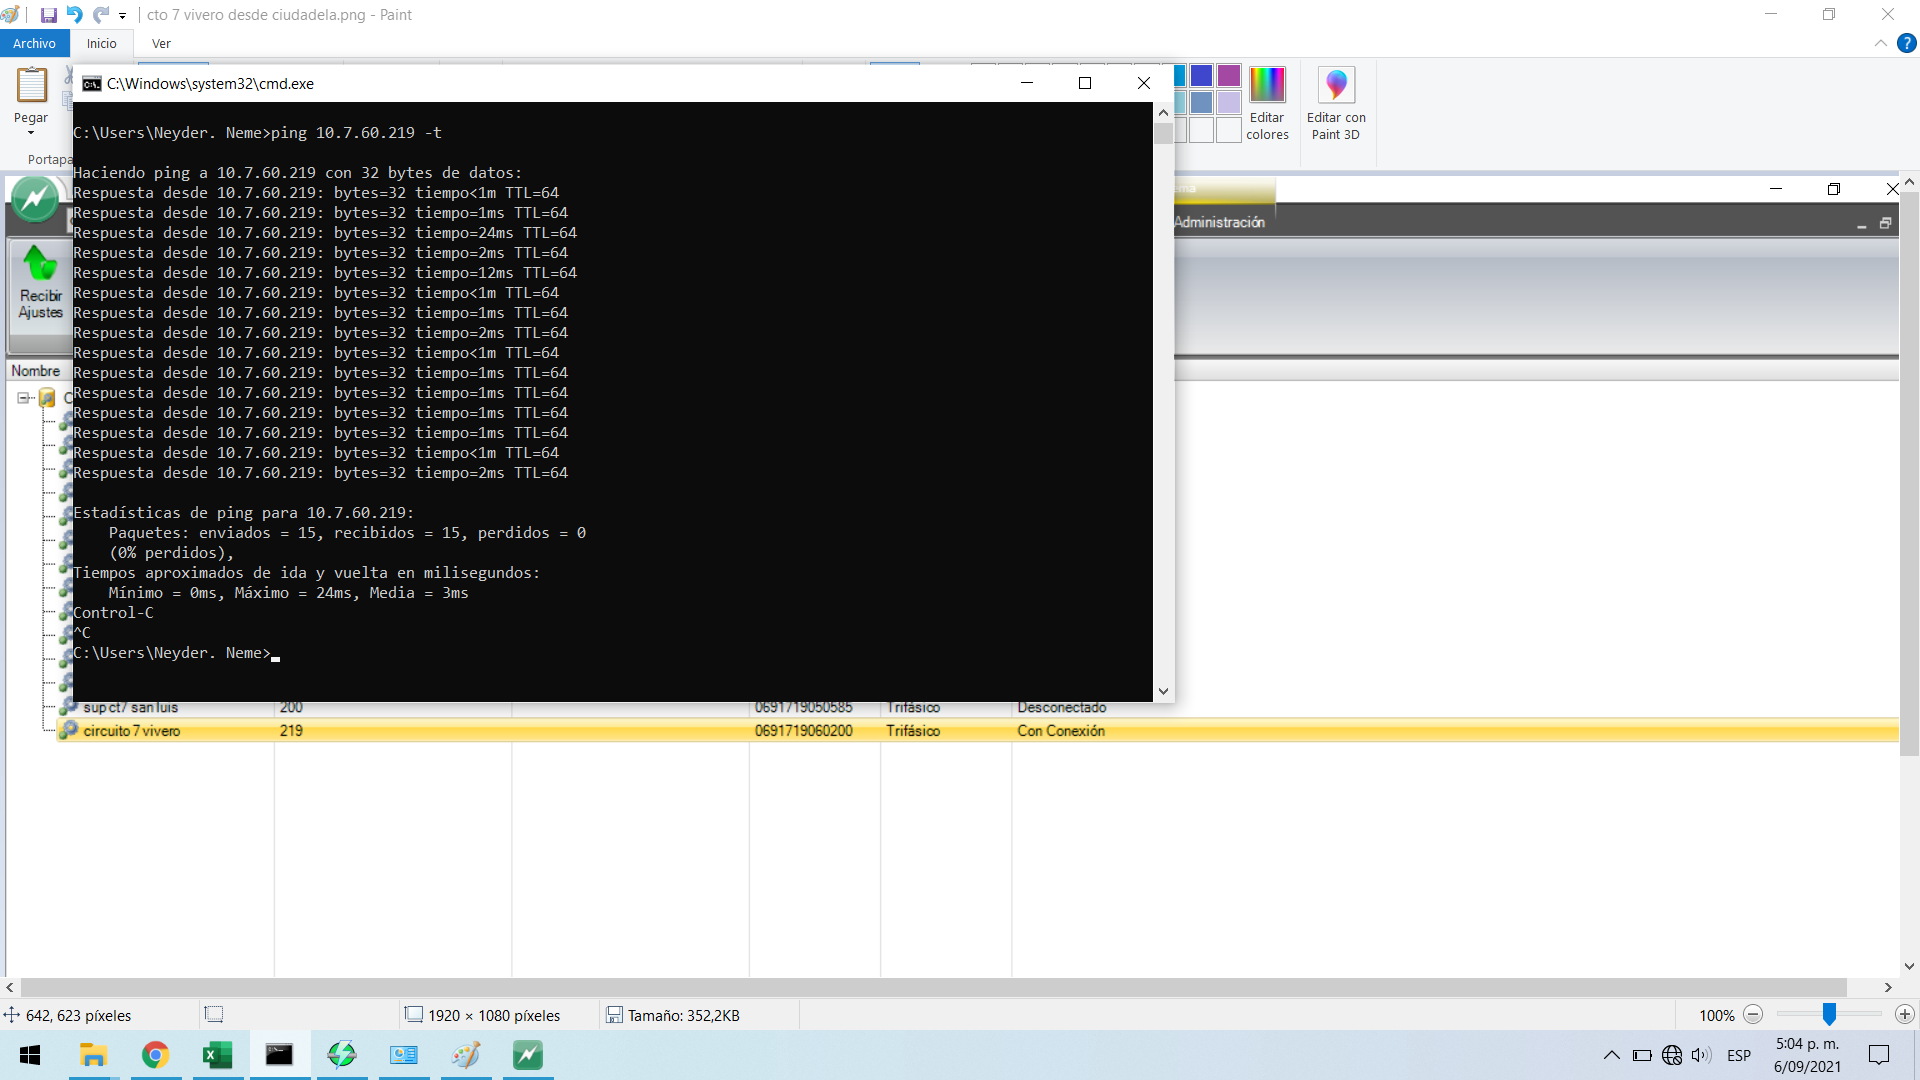 cto 7 vivero desde ciudadela.png - Paint
Archivo
Inicio
Ver
Pegar
Portapa
Editar
colores
Editar con
Paint 3D
C:\Windows\system32\cmd.exe
C:\Users\Neyder. Neme>ping 10.7.60.219 -t
Haciendo ping a 10.7.60.219 con 32 bytes de datos:
Respuesta desde 10.7.60.219: bytes=32 tiempo<1m TTL=64
Respuesta desde 10.7.60.219: bytes=32 tiempo=1ms TTL=64
Respuesta desde 10.7.60.219: bytes=32 tiempo=24ms TTL=64
Respuesta desde 10.7.60.219: bytes=32 tiempo=2ms TTL=64
Respuesta desde 10.7.60.219: bytes=32 tiempo=12ms TTL=64
Respuesta desde 10.7.60.219: bytes=32 tiempo<1m TTL=64
Respuesta desde 10.7.60.219: bytes=32 tiempo=1ms TTL=64
Respuesta desde 10.7.60.219: bytes=32 tiempo=2ms TTL=64
Respuesta desde 10.7.60.219: bytes=32 tiempo<1m TTL=64
Respuesta desde 10.7.60.219: bytes=32 tiempo=1ms TTL=64
Respuesta desde 10.7.60.219: bytes=32 tiempo=1ms TTL=64
Respuesta desde 10.7.60.219: bytes=32 tiempo=1ms TTL=64
Respuesta desde 10.7.60.219: bytes=32 tiempo=1ms TTL=64
Respuesta desde 10.7.60.219: bytes=32 tiempo<1m TTL=64
Respuesta desde 10.7.60.219: bytes=32 tiempo=2ms TTL=64
Estadísticas de ping para 10.7.60.219:
Paquetes: enviados = 15, recibidos = 15, perdidos = 0
(0% perdidos),
Tiempos aproximados de ida y vuelta en milisegundos:
Mínimo = 0ms, Máximo = 24ms, Media = 3ms
Control-C
^C
C:\Users\Neyder. Neme>
Administración
Recibir
Ajustes
Nombre
sup ct7 san luis 200 0691719050585 Trifásico Desconectado
circuito 7 vivero 219 0691719060200 Trifásico Con Conexión
642, 623 píxeles
1920 × 1080 píxeles
Tamaño: 352,2KB
100%
ESP
5:04 p. m.
6/09/2021